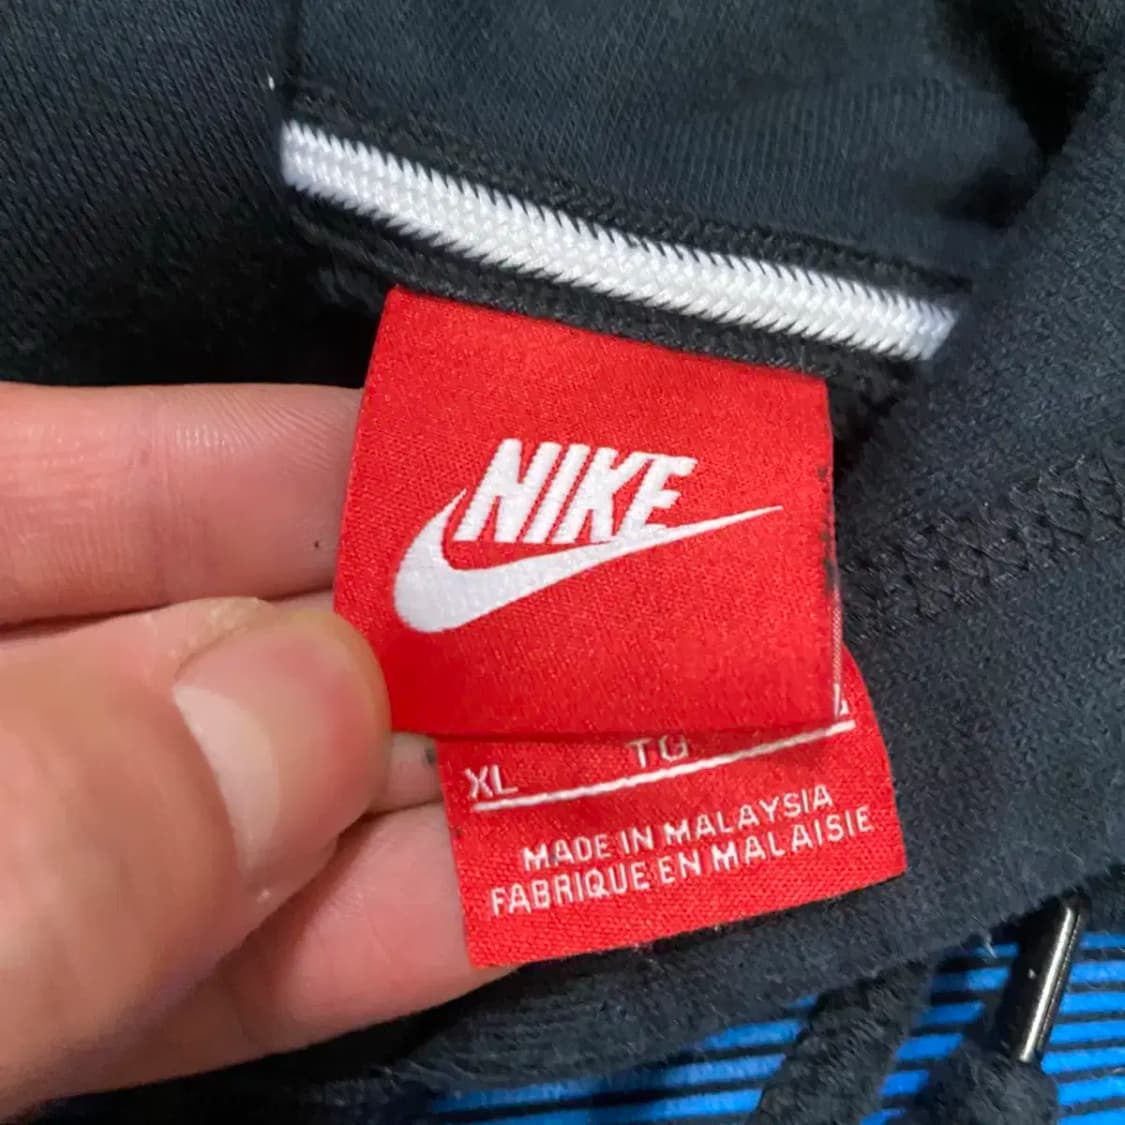 NIKE
XL TG
MADE IN MALAYSIA
FABRIQUE EN MALAISIE